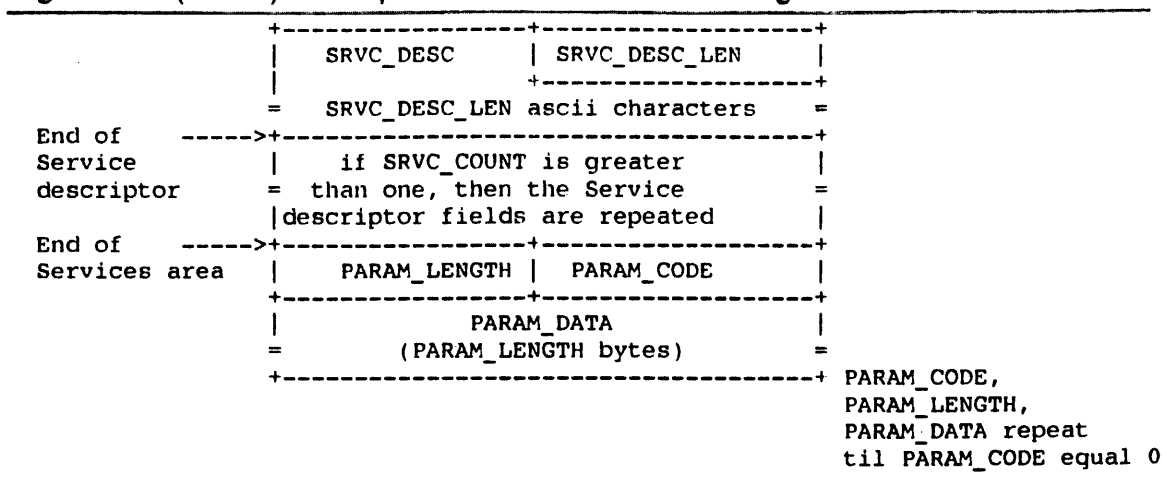 SRVC_DESC | SRVC_DESC_LEN
= SRVC_DESC_LEN ascii characters =
End of ----->
Service | if SRVC_COUNT is greater |
descriptor = than one, then the Service =
|descriptor fields are repeated |
End of ----->
Services area | PARAM_LENGTH | PARAM_CODE |
| PARAM_DATA |
= (PARAM_LENGTH bytes) =
PARAM_CODE,
PARAM_LENGTH,
PARAM_DATA repeat
til PARAM_CODE equal 0